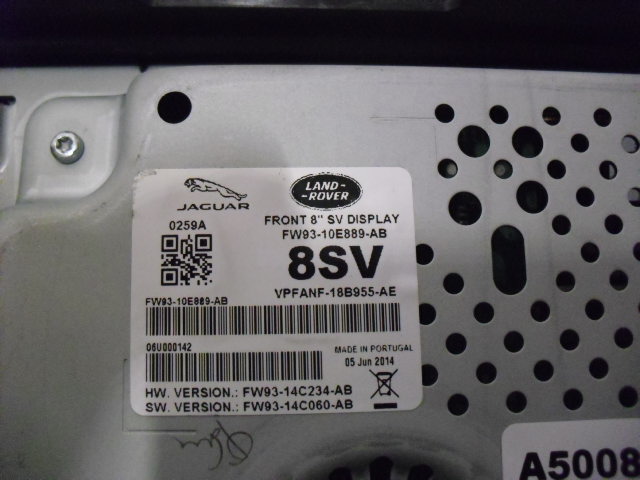 JAGUAR
LAND-
-ROVER
0259A
FRONT 8" SV DISPLAY
FW93-10E889-AB
8SV
VPFANF-18B955-AE
FW93-10E889-AB
06U000142
MADE IN PORTUGAL
05 Jun 2014
HW. VERSION.: FW93-14C234-AB
SW. VERSION.: FW93-14C060-AB
A5008